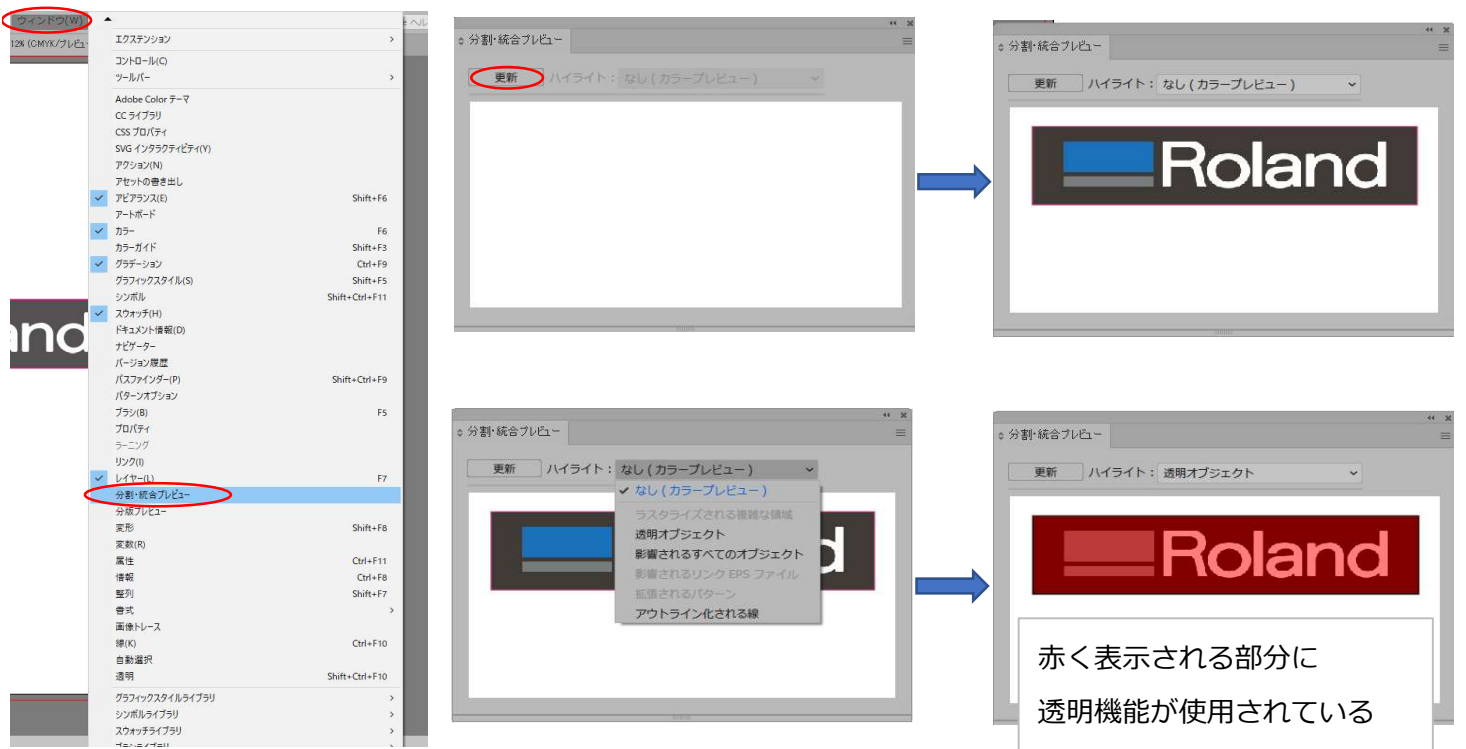 ウィンドウ(W)
ヘル
12% (CMYK/プレビュ
and
エクステンション
コントロール(C)
ツールバー
Adobe Color テーマ
CC ライブラリ
CSS プロパティ
SVG インタラクティビティ(Y)
アクション(N)
アセットの書き出し
アピアランス(E) Shift+F6
アートボード
カラー F6
カラーガイド Shift+F3
グラデーション Ctrl+F9
グラフィックスタイル(S) Shift+F5
シンボル Shift+Ctrl+F11
スウォッチ(H)
ドキュメント情報(D)
ナビゲーター
バージョン履歴
パスファインダー(P) Shift+Ctrl+F9
パターンオプション
ブラシ(B) F5
プロパティ
ラーニング
リンク(I)
レイヤー(L) F7
分割・統合プレビュー
分版プレビュー
変形 Shift+F8
変数(R)
属性 Ctrl+F11
情報 Ctrl+F8
整列 Shift+F7
書式
画像トレース
線(K) Ctrl+F10
自動選択
透明 Shift+Ctrl+F10
グラフィックスタイルライブラリ
シンボルライブラリ
スウォッチライブラリ
ブラシライブラリ
分割・統合プレビュー
更新 ハイライト： なし ( カラープレビュー )
分割・統合プレビュー
更新 ハイライト： なし ( カラープレビュー )
Roland
分割・統合プレビュー
更新 ハイライト： なし ( カラープレビュー )
なし ( カラープレビュー )
ラスタライズされる複雑な領域
透明オブジェクト
影響されるすべてのオブジェクト
影響されるリンク EPS ファイル
拡張されるパターン
アウトライン化される線
d
分割・統合プレビュー
更新 ハイライト： 透明オブジェクト
Roland
赤く表示される部分に
透明機能が使用されている